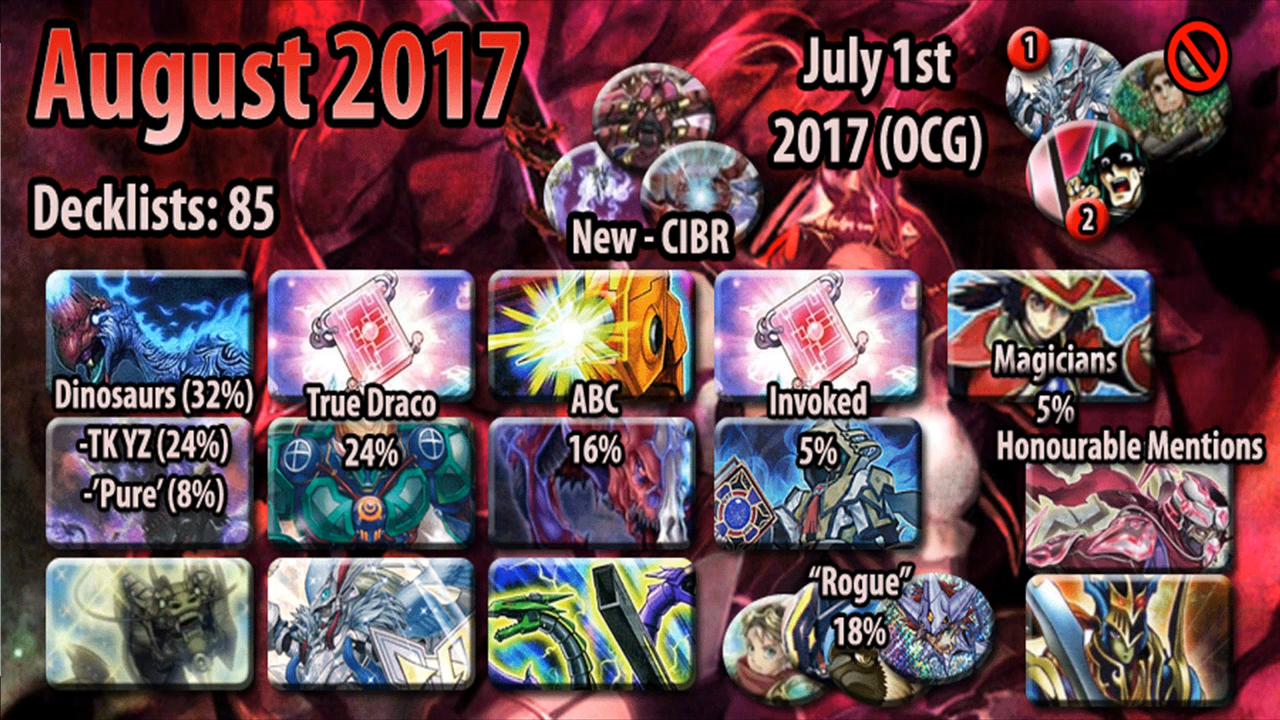 August 2017
Decklists: 85
New - CIBR
July 1st
2017 (OCG)
1
2
Dinosaurs (32%)
-TK YZ (24%)
-'Pure' (8%)
True Draco
24%
ABC
16%
Invoked
5%
Magicians
5%
Honourable Mentions
“Rogue”
18%